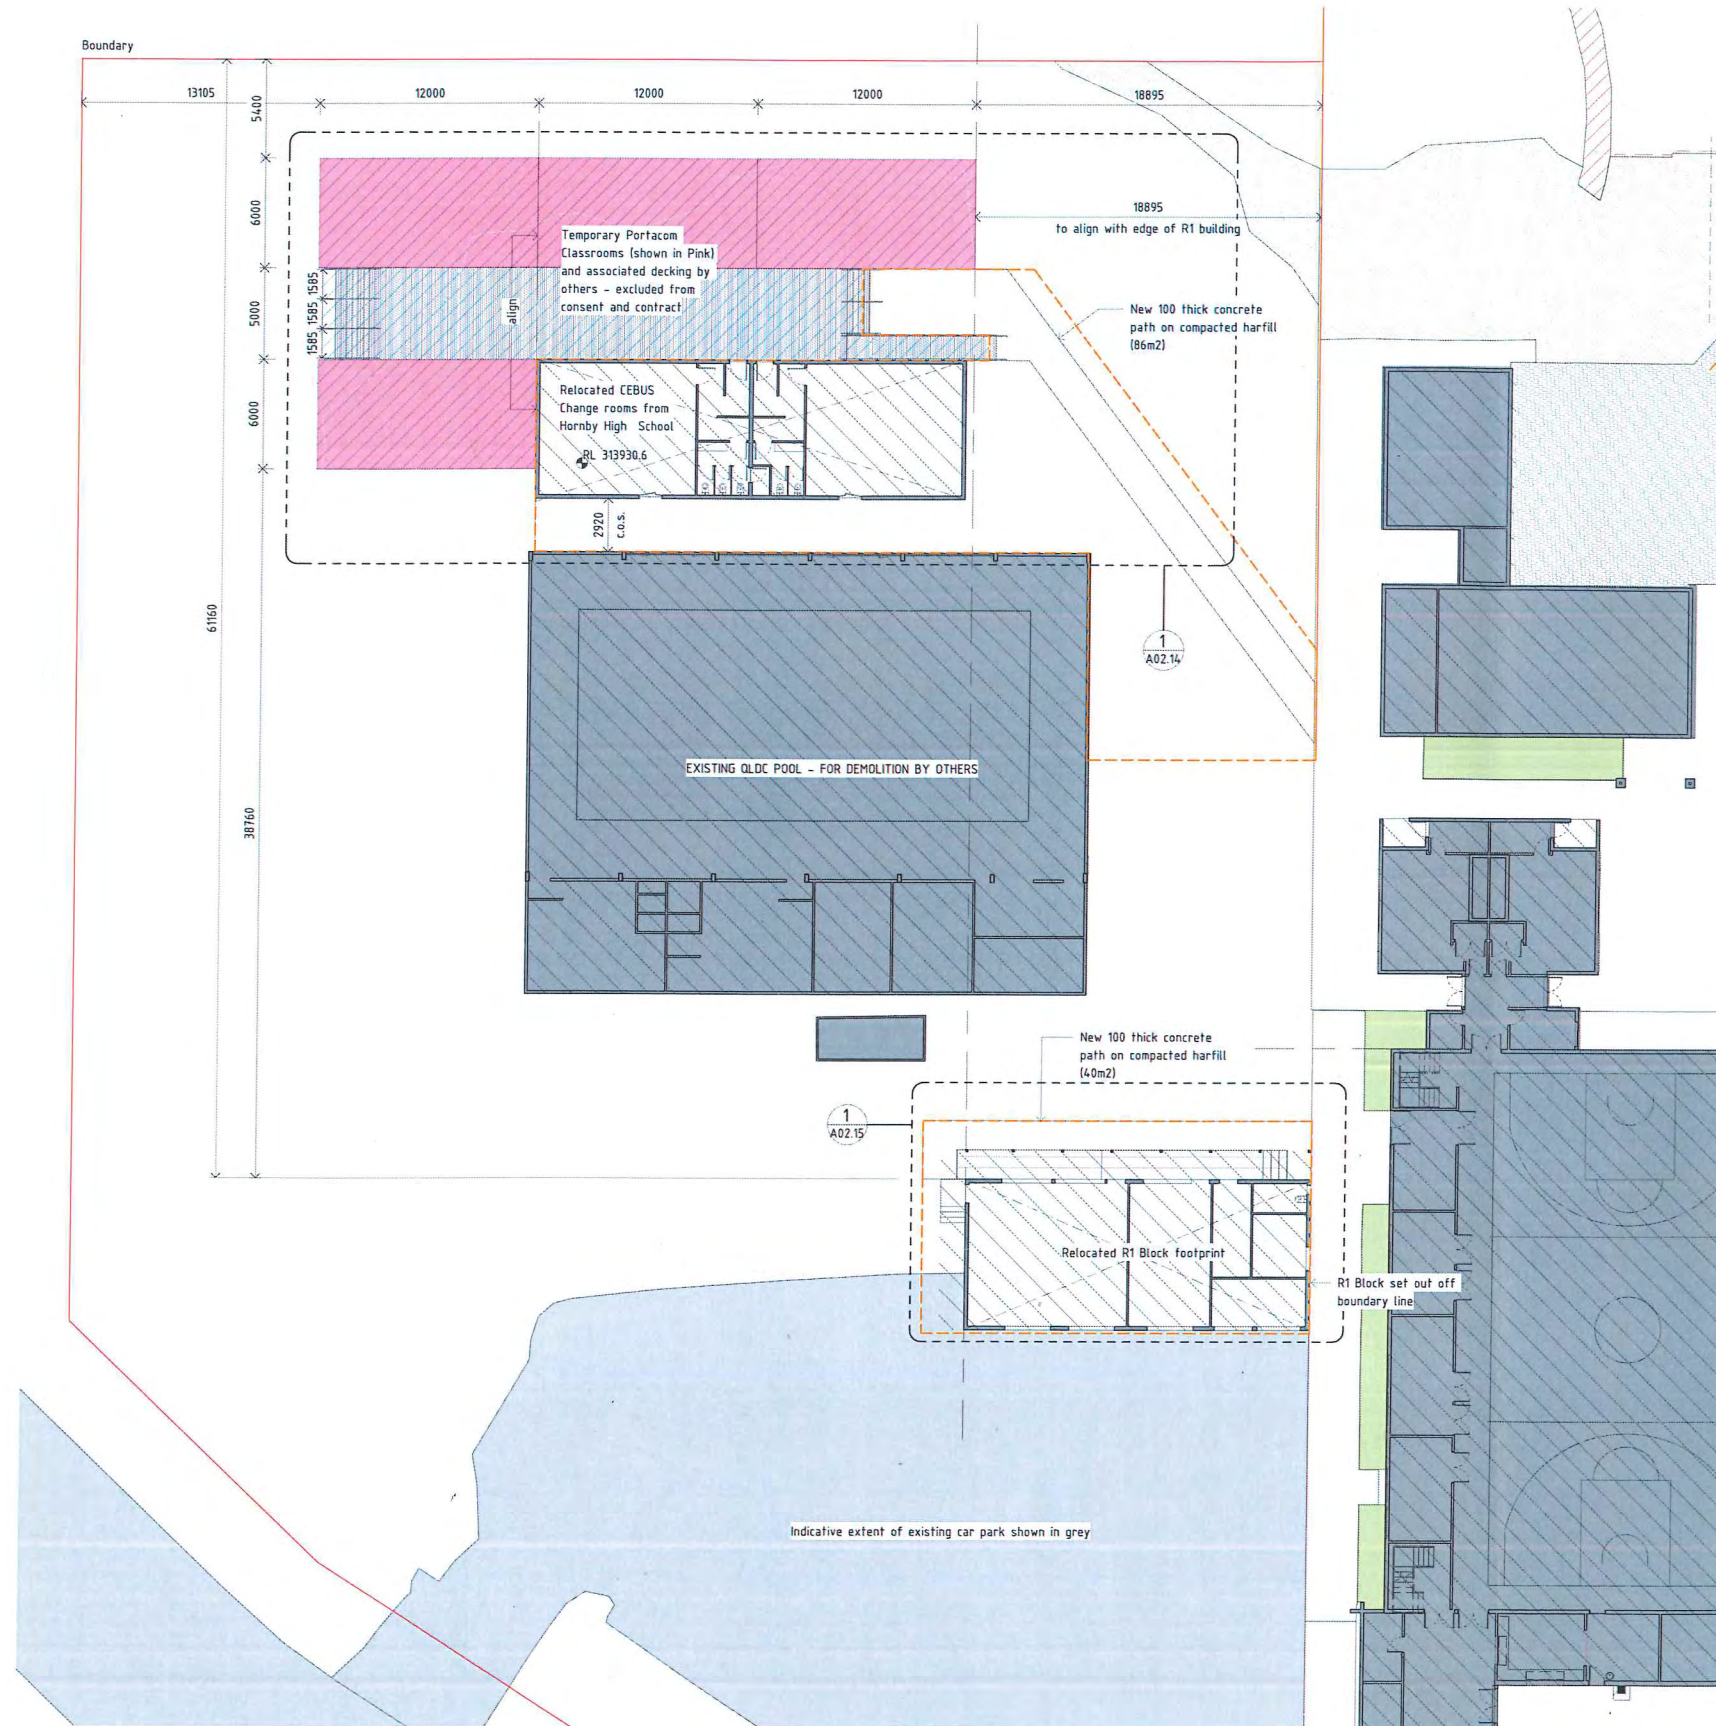 Boundary
13105
12000
12000
12000
18895
5400
6000
5000
6000
1585
1585
1585
align
Temporary Portacom
Classrooms (shown in Pink)
and associated decking by
others - excluded from
consent and contract
18895
to align with edge of R1 building
New 100 thick concrete
path on compacted harfill
(86m2)
Relocated CEBUS
Change rooms from
Hornby High School
RL 313930.6
2920
c.o.s.
61160
38760
1
A02.14
EXISTING QLDC POOL - FOR DEMOLITION BY OTHERS
New 100 thick concrete
path on compacted harfill
(40m2)
1
A02.15
Relocated R1 Block footprint
R1 Block set out off
boundary line
Indicative extent of existing car park shown in grey